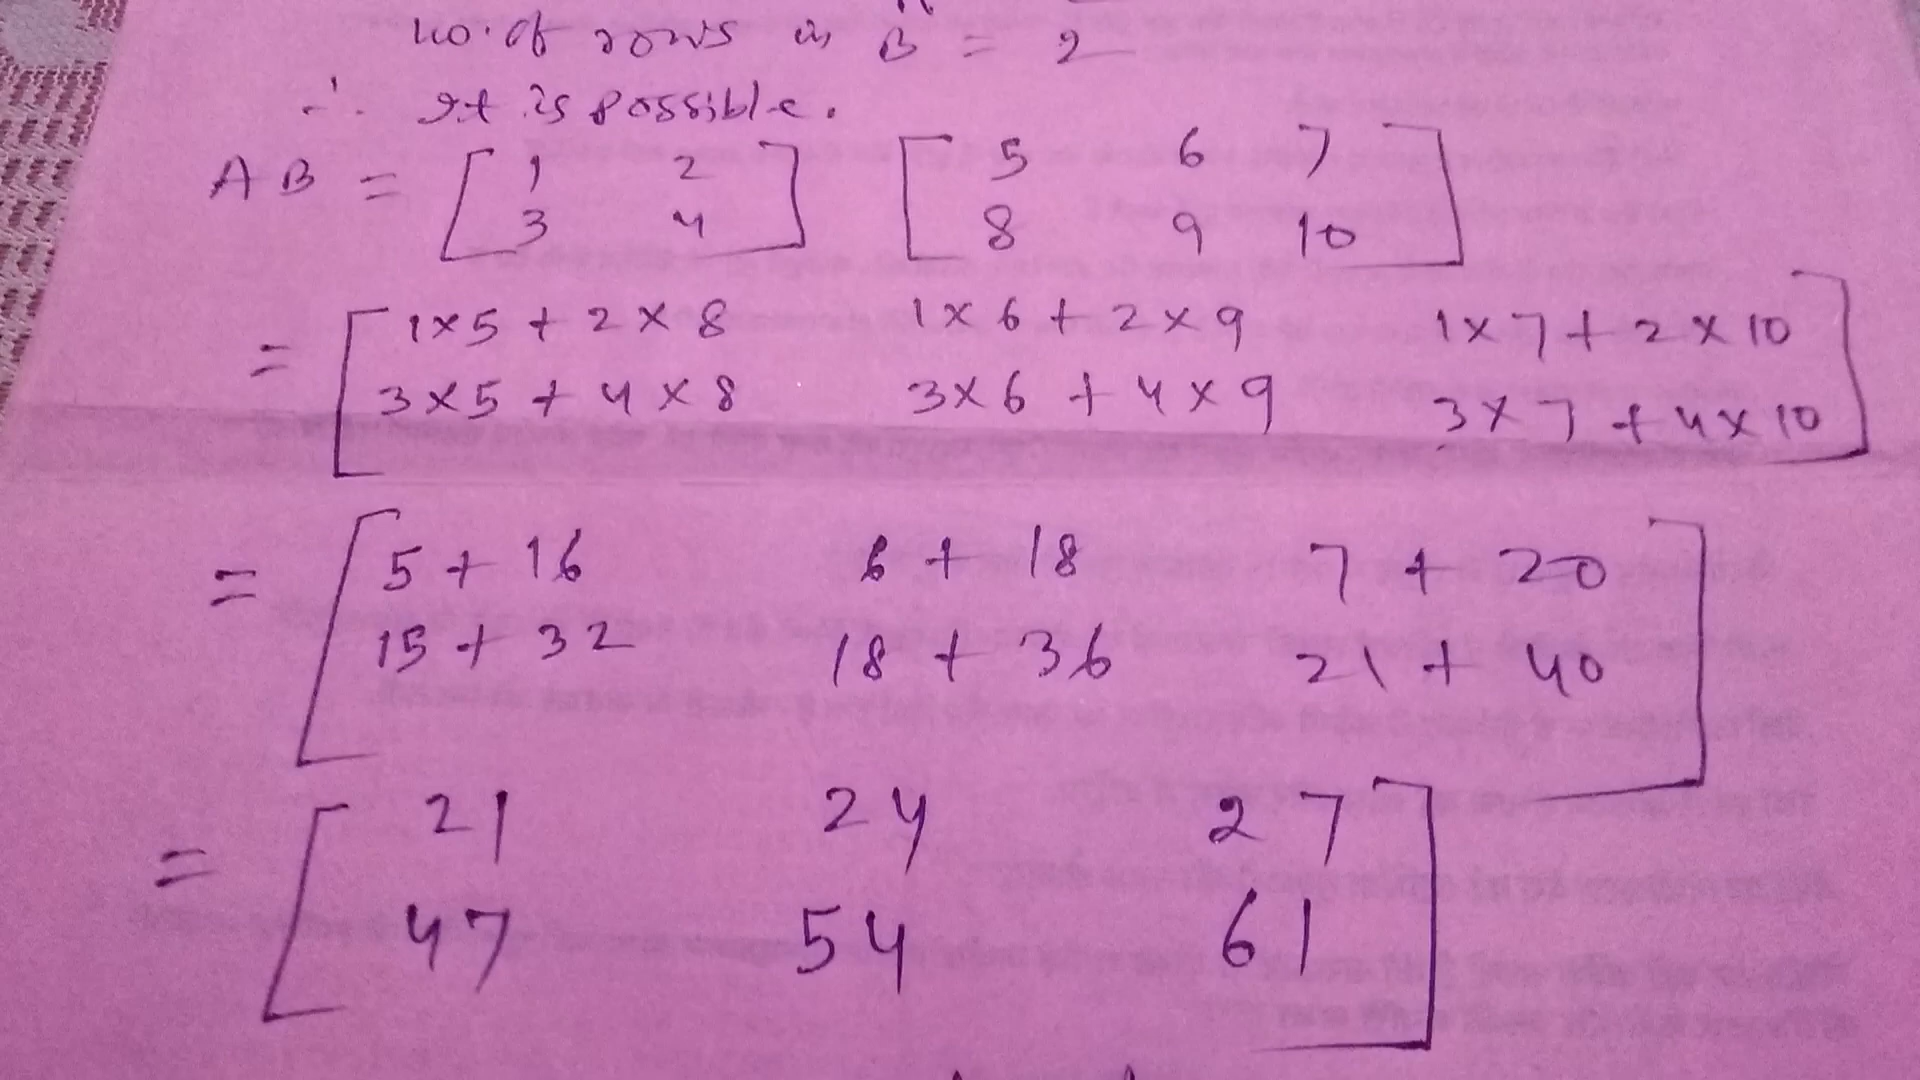 no. of rows in B = 2
∴ It is possible.
AB = [ 1 2 ] [ 5 6 7 ]
3 4 8 9 10
= [ 1×5 + 2×8 1×6 + 2×9 1×7 + 2×10 ]
3×5 + 4×8 3×6 + 4×9 3×7 + 4×10
= [ 5 + 16 6 + 18 7 + 20 ]
15 + 32 18 + 36 21 + 40
= [ 21 24 27 ]
47 54 61